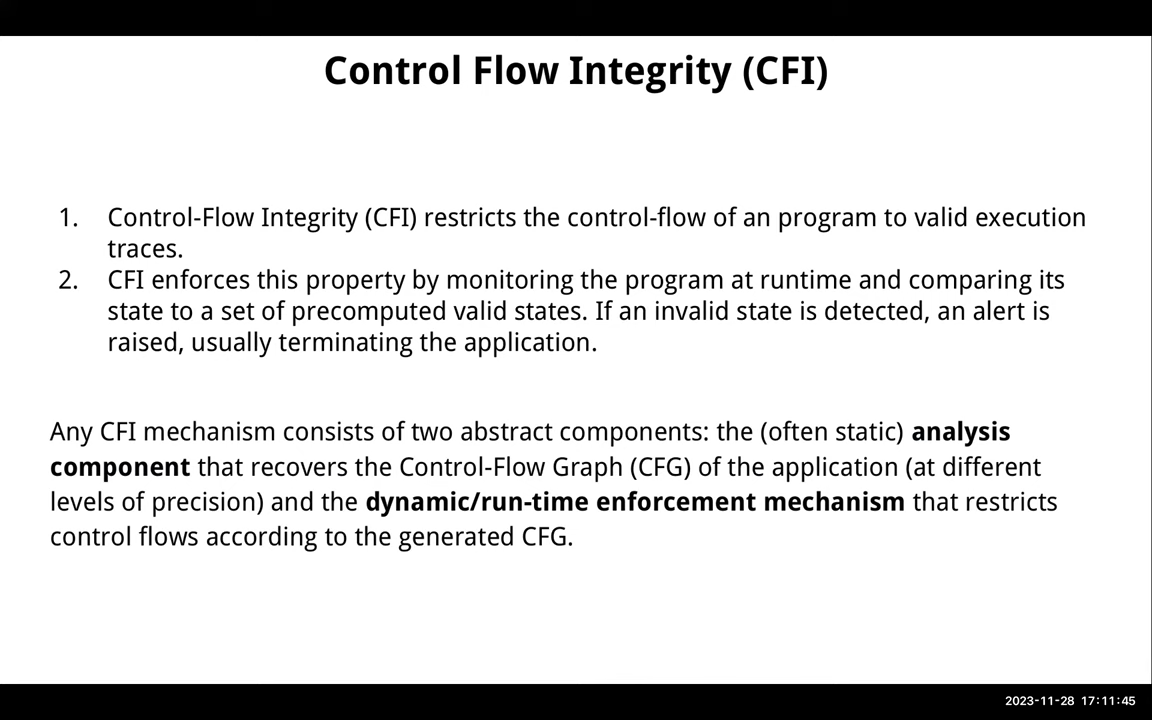 Control Flow Integrity (CFI)
1. Control-Flow Integrity (CFI) restricts the control-flow of an program to valid execution
traces.
2. CFI enforces this property by monitoring the program at runtime and comparing its
state to a set of precomputed valid states. If an invalid state is detected, an alert is
raised, usually terminating the application.
Any CFI mechanism consists of two abstract components: the (often static) analysis
component that recovers the Control-Flow Graph (CFG) of the application (at different
levels of precision) and the dynamic/run-time enforcement mechanism that restricts
control flows according to the generated CFG.
2023-11-28 17:11:45